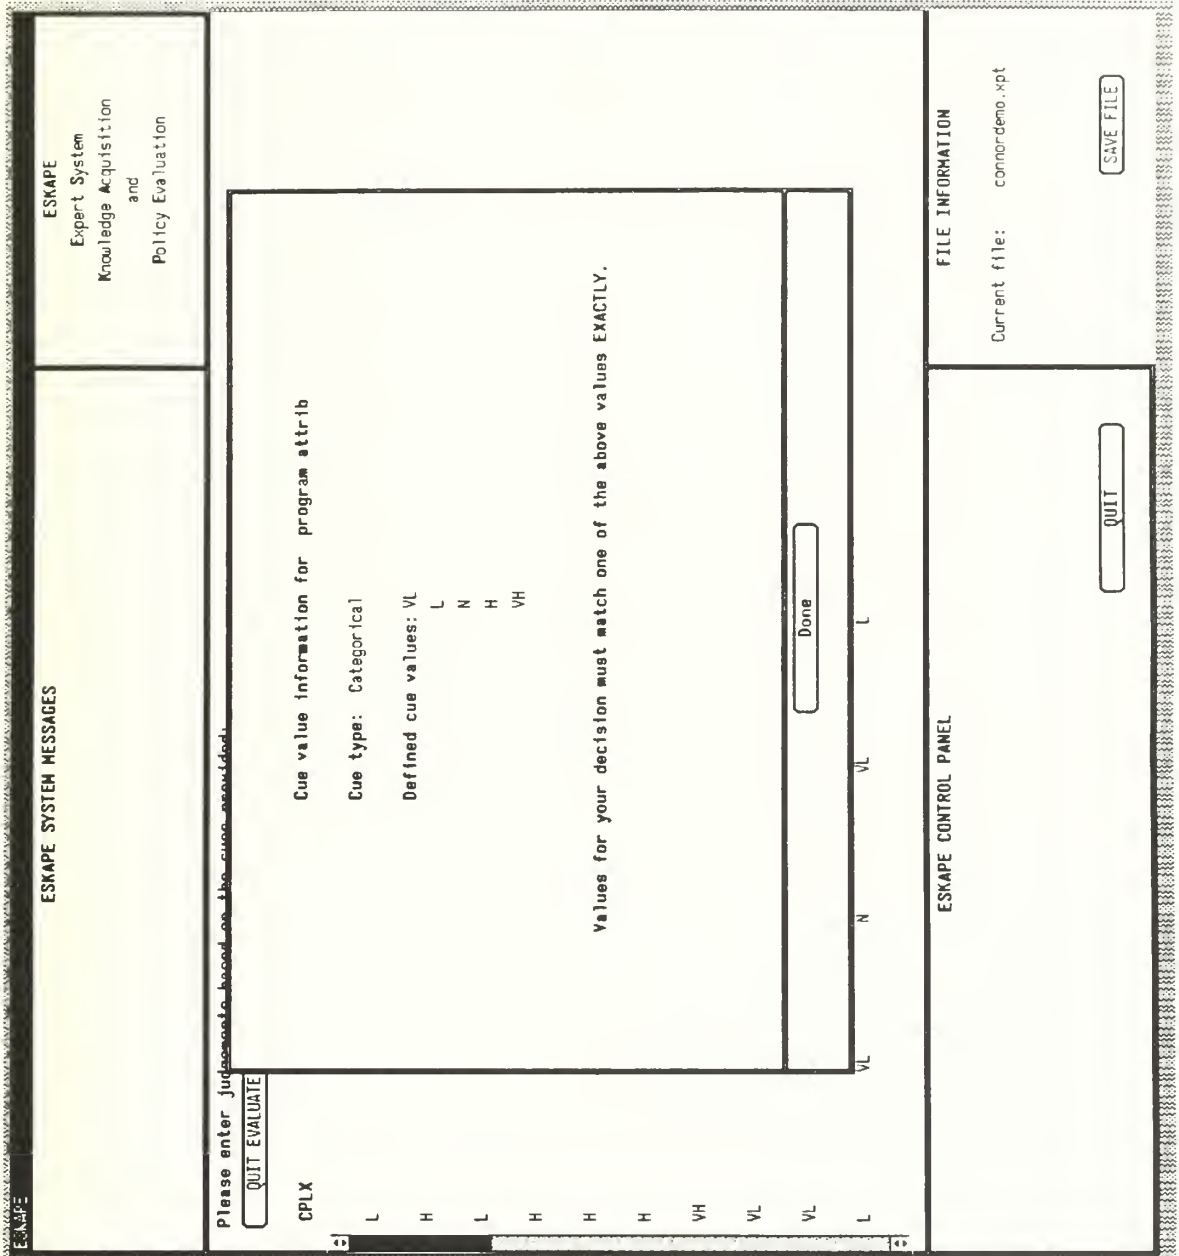 ESKAPE
ESKAPE SYSTEM MESSAGES
ESKAPE
Expert System
Knowledge Acquisition
and
Policy Evaluation
Please enter judgements based on the cues provided:
QUIT EVALUATE
CPLX
L
H
L
H
H
H
VH
VL
VL
L
Cue value information for program attrib
Cue type: Categorical
Defined cue values: VL
L
N
H
VH
Values for your decision must match one of the above values EXACTLY.
Done
VL N VL L
ESKAPE CONTROL PANEL
QUIT
FILE INFORMATION
Current file: connordemo.xpt
SAVE FILE